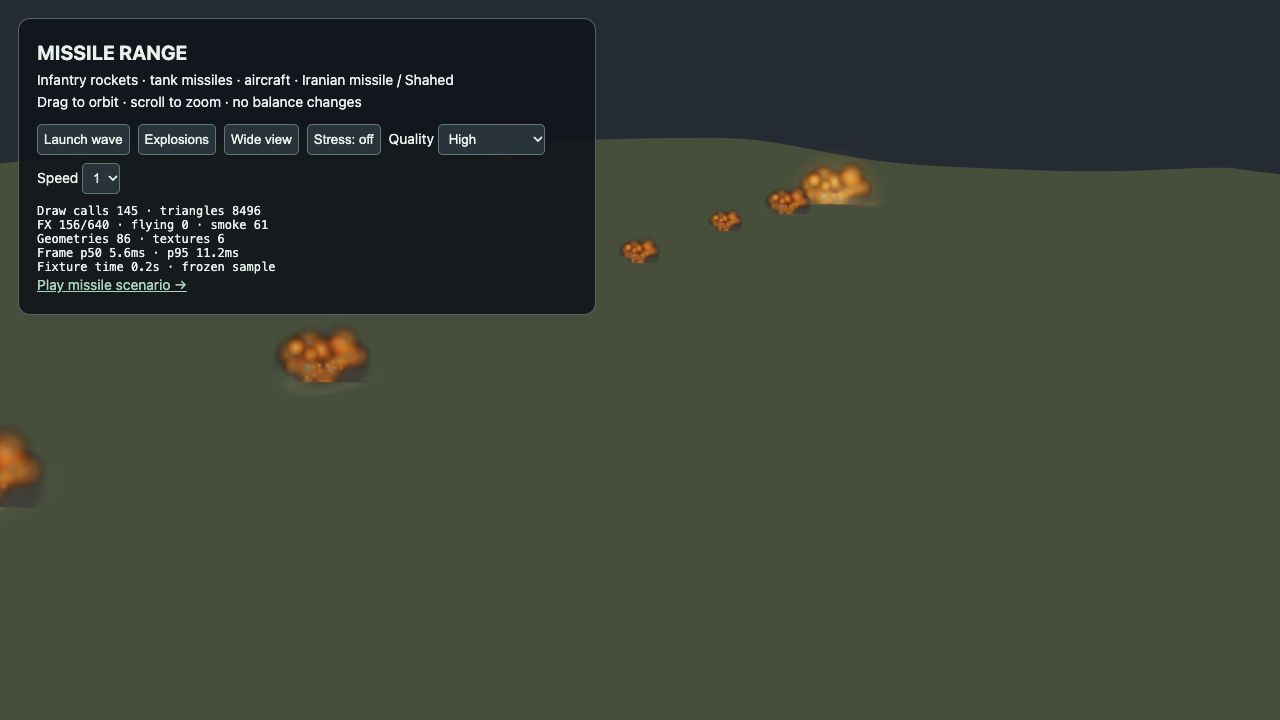 MISSILE RANGE
Infantry rockets · tank missiles · aircraft · Iranian missile / Shahed
Drag to orbit · scroll to zoom · no balance changes
Launch wave Explosions Wide view Stress: off Quality High
Speed 1
Draw calls 145 · triangles 8496
FX 156/640 · flying 0 · smoke 61
Geometries 86 · textures 6
Frame p50 5.6ms · p95 11.2ms
Fixture time 0.2s · frozen sample
Play missile scenario →